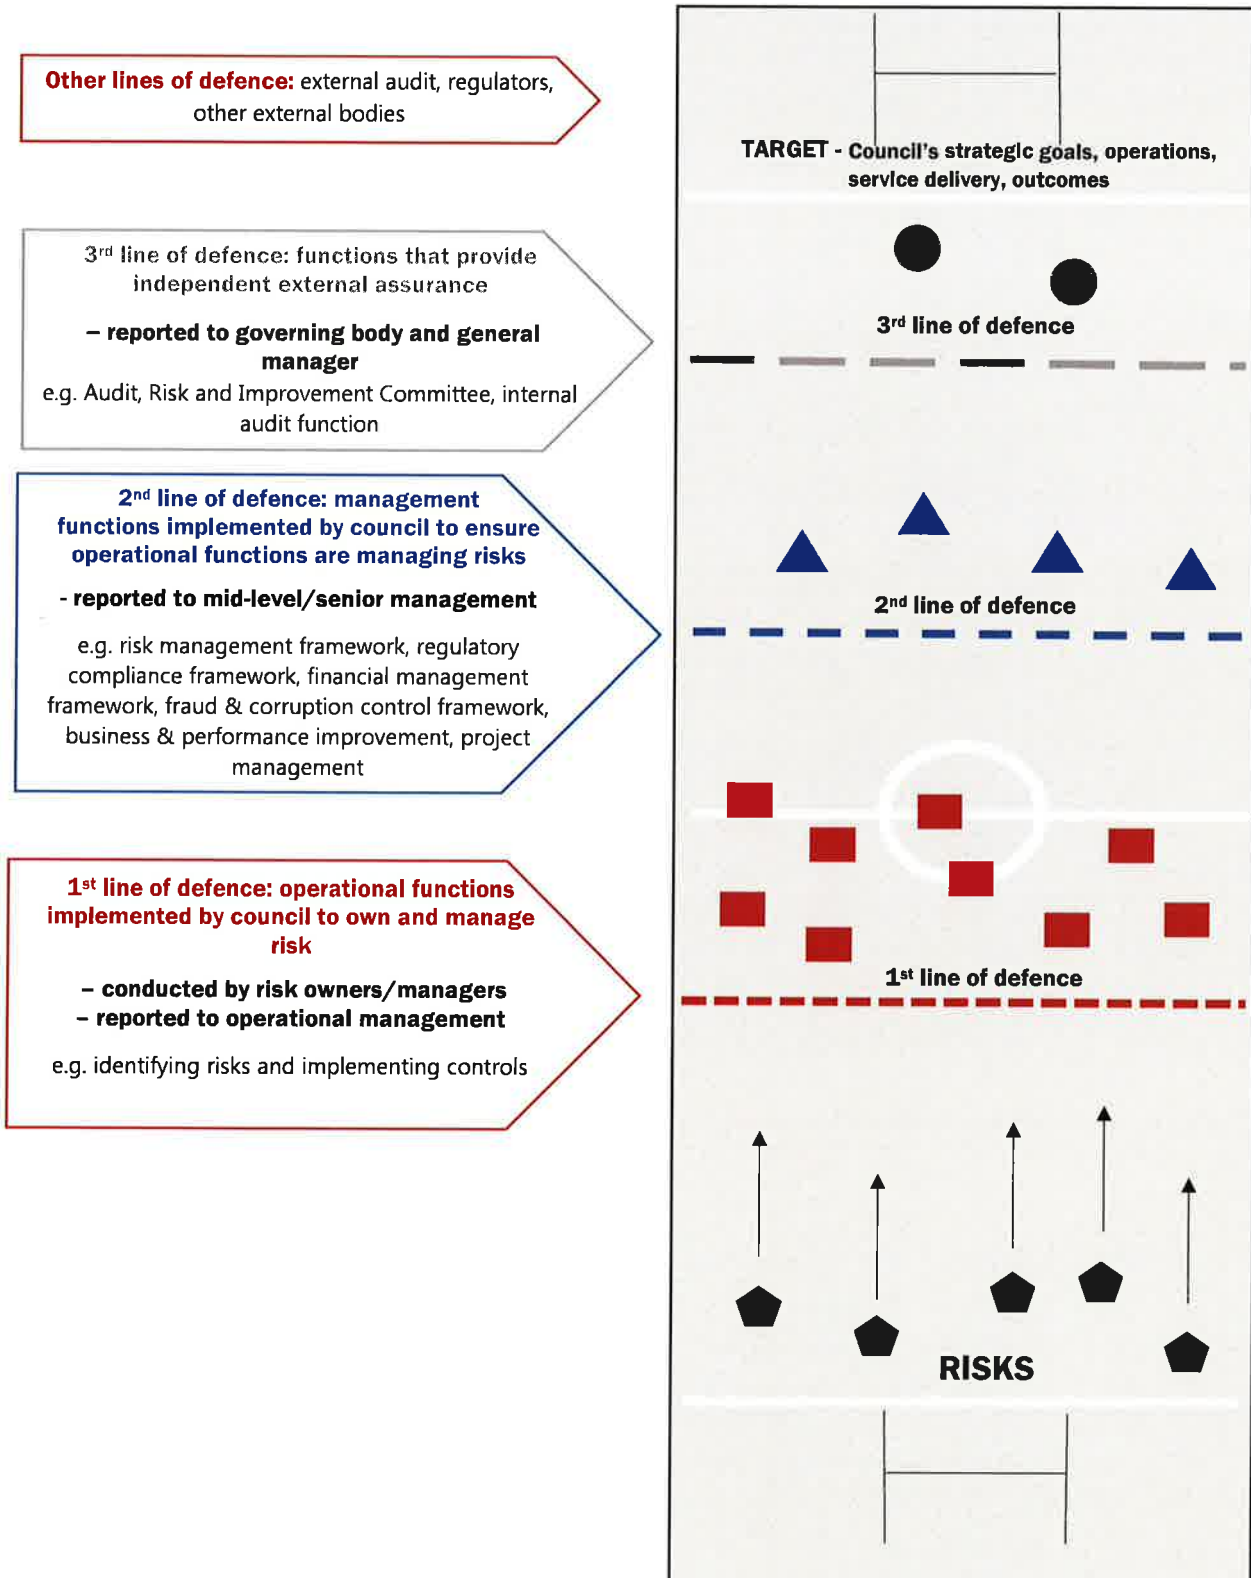 Other lines of defence: external audit, regulators,
other external bodies
3rd line of defence: functions that provide
independent external assurance
– reported to governing body and general
manager
e.g. Audit, Risk and Improvement Committee, internal
audit function
2nd line of defence: management
functions implemented by council to ensure
operational functions are managing risks
- reported to mid-level/senior management
e.g. risk management framework, regulatory
compliance framework, financial management
framework, fraud & corruption control framework,
business & performance improvement, project
management
1st line of defence: operational functions
implemented by council to own and manage
risk
– conducted by risk owners/managers
– reported to operational management
e.g. identifying risks and implementing controls
TARGET - Council's strategic goals, operations,
service delivery, outcomes
3rd line of defence
2nd line of defence
1st line of defence
RISKS